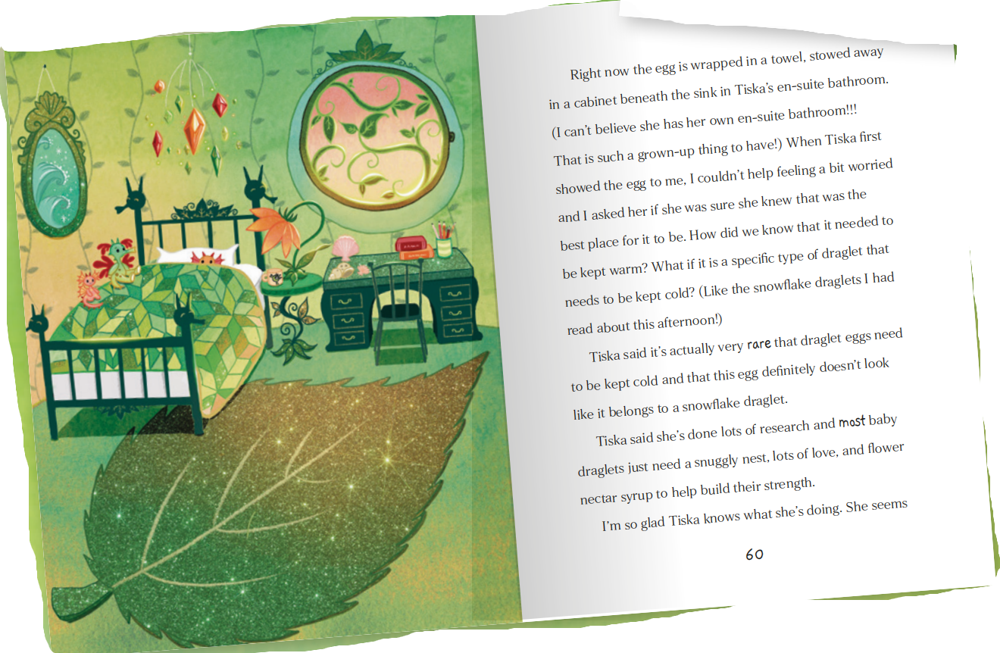 Right now the egg is wrapped in a towel, stowed away
in a cabinet beneath the sink in Tiska’s en-suite bathroom.
(I can’t believe she has her own en-suite bathroom!!!
That is such a grown-up thing to have!) When Tiska first
showed the egg to me, I couldn’t help feeling a bit worried
and I asked her if she was sure she knew that was the
best place for it to be. How did we know that it needed to
be kept warm? What if it is a specific type of draglet that
needs to be kept cold? (Like the snowflake draglets I had
read about this afternoon!)
Tiska said it’s actually very rare that draglet eggs need
to be kept cold and that this egg definitely doesn’t look
like it belongs to a snowflake draglet.
Tiska said she’s done lots of research and most baby
draglets just need a snuggly nest, lots of love, and flower
nectar syrup to help build their strength.
I’m so glad Tiska knows what she’s doing. She seems
60